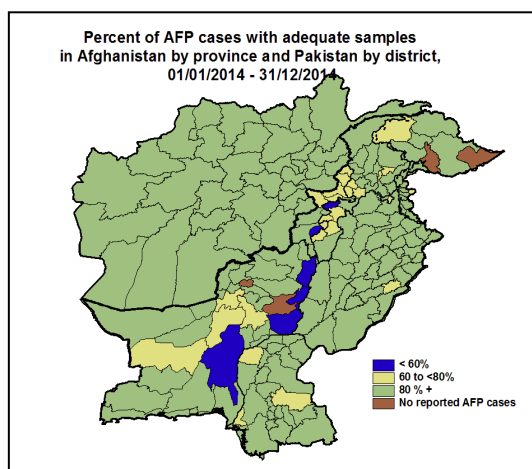 Percent of AFP cases with adequate samples
in Afghanistan by province and Pakistan by district,
01/01/2014 - 31/12/2014
< 60%
60 to <80%
80 % +
No reported AFP cases